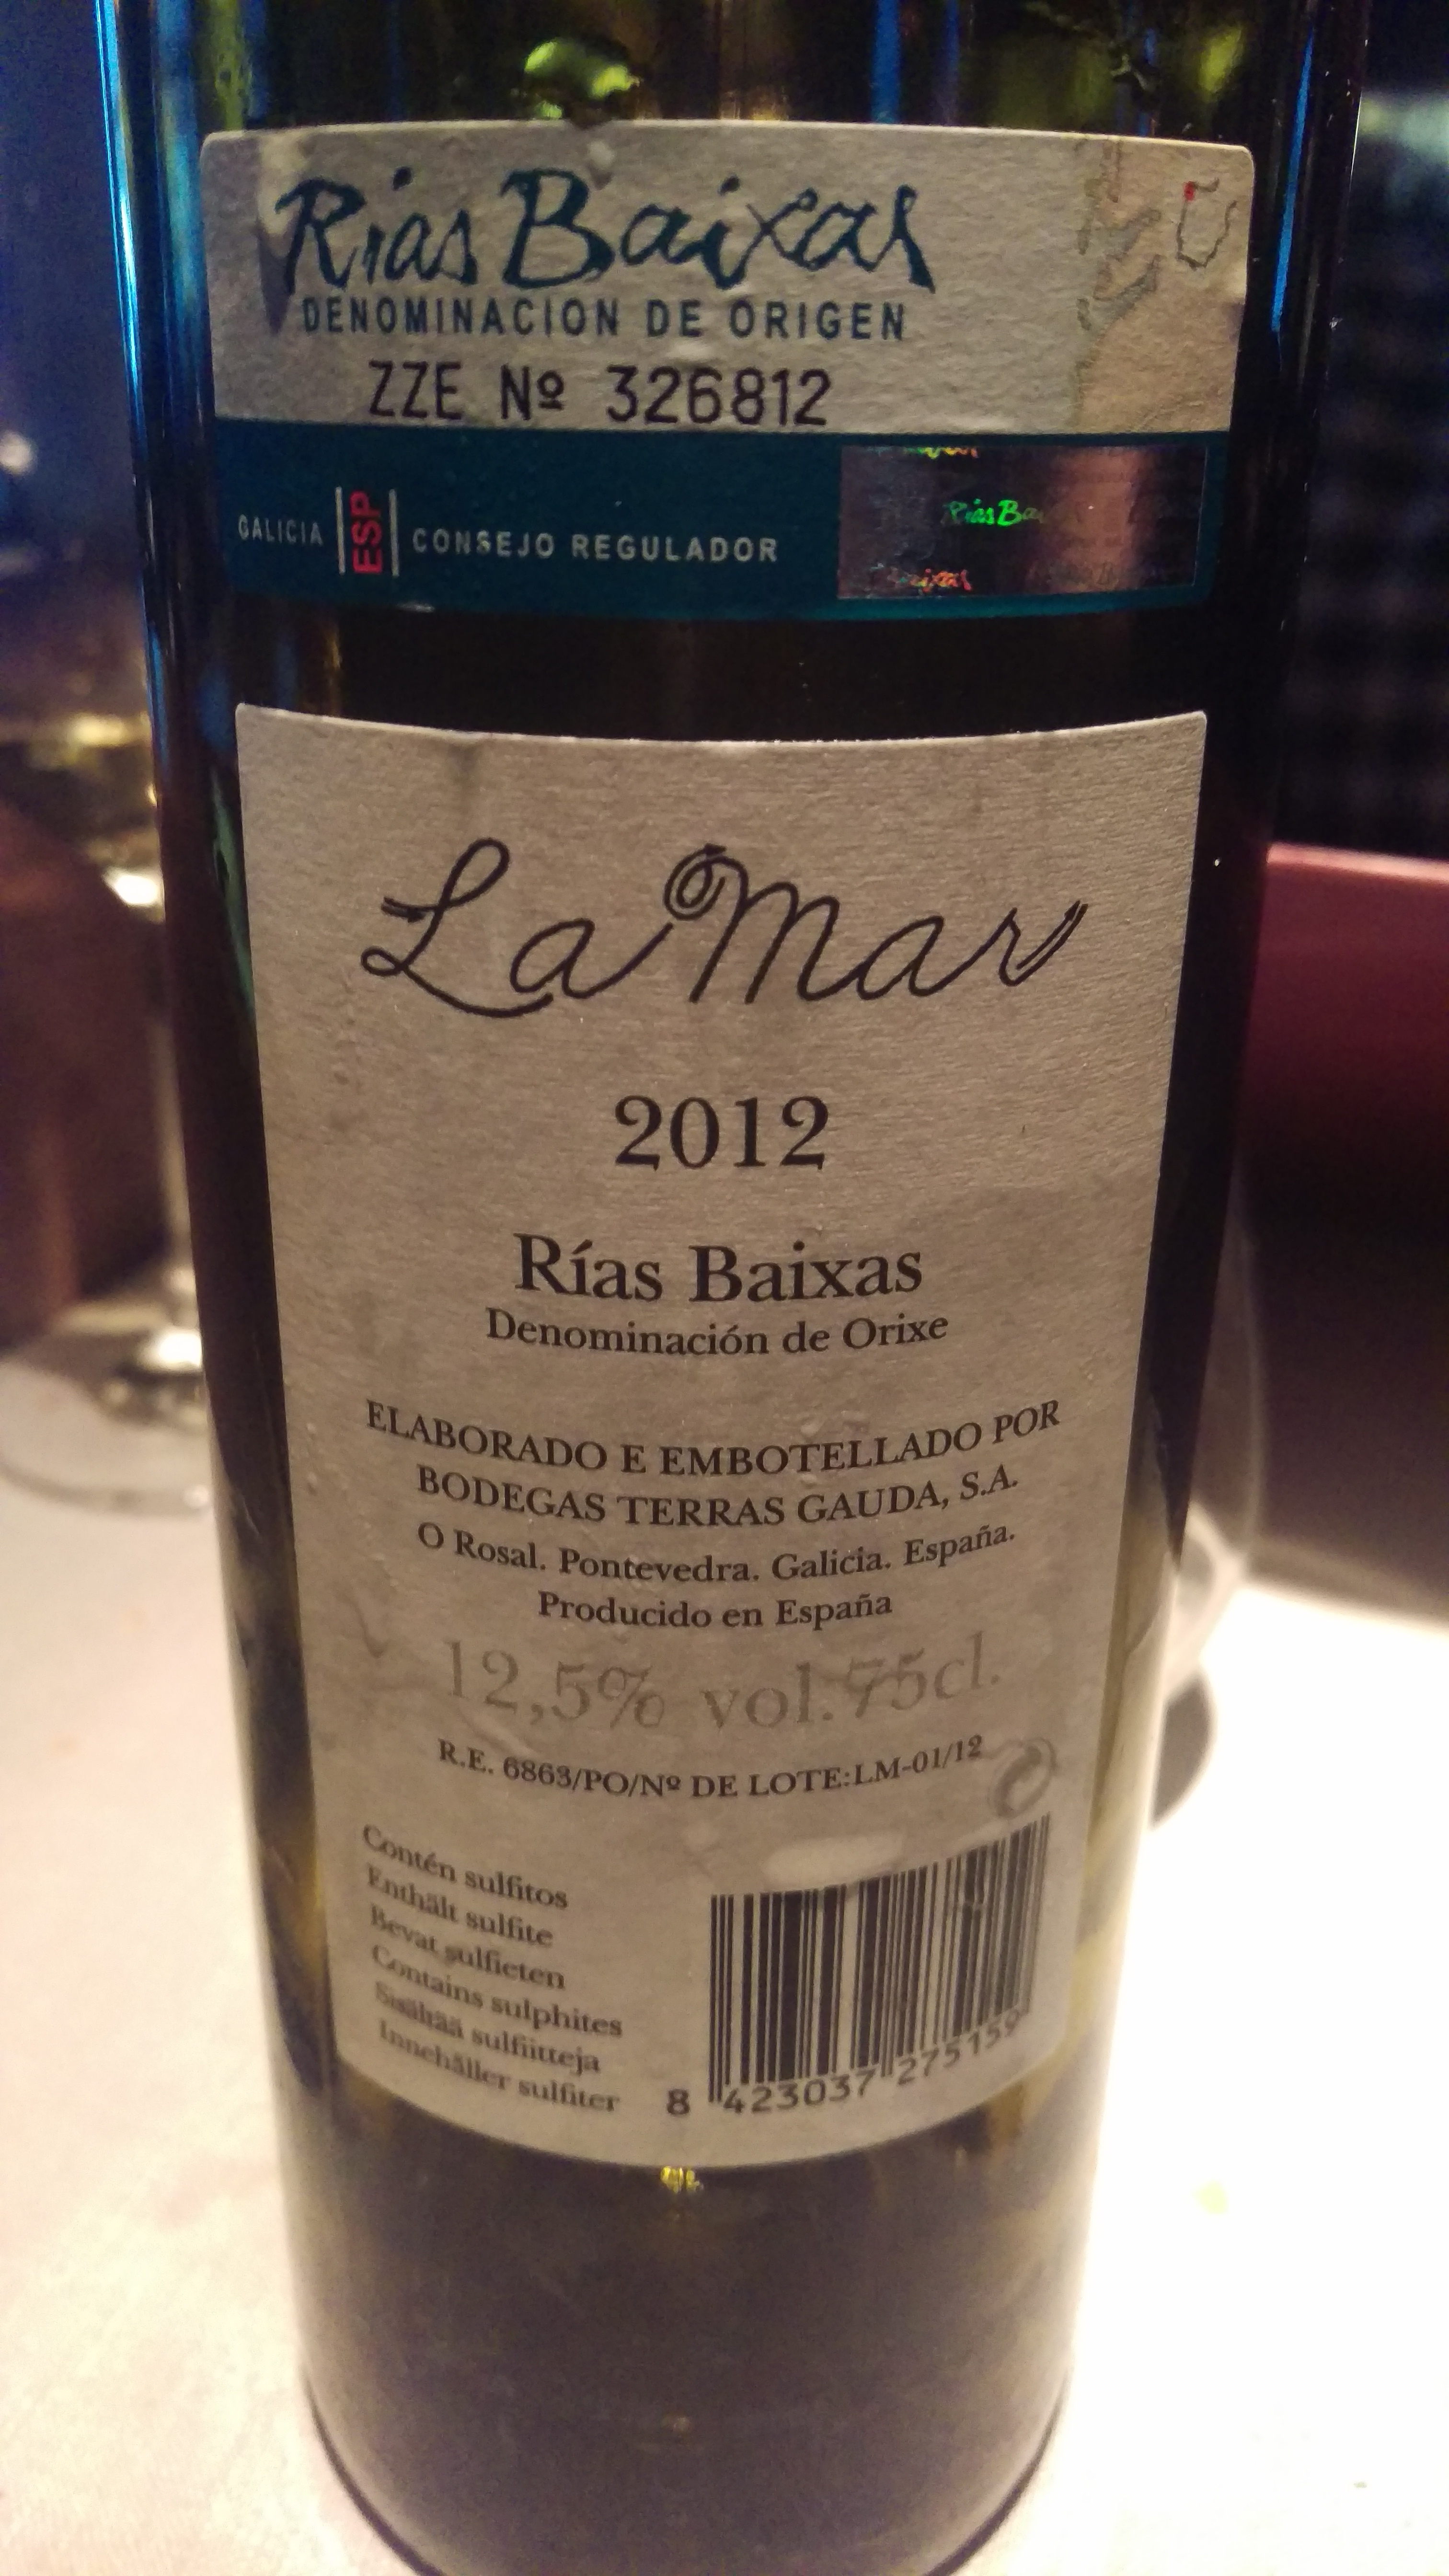 Rías Baixas
DENOMINACION DE ORIGEN
ZZE Nº 326812
GALICIA ESP CONSEJO REGULADOR
Rías Bai
Baixas
La Mar
2012
Rías Baixas
Denominación de Orixe
ELABORADO E EMBOTELLADO POR
BODEGAS TERRAS GAUDA, S.A.
O Rosal. Pontevedra. Galicia. España.
Producido en España
12,5% vol. 75cl.
R.E. 6863/PO/Nº DE LOTE:LM-01/12
Contén sulfitos
Enthält sulfite
Bevat sulfieten
Contains sulphites
Sisältää sulfiitteja
Innehåller sulfiter
8 423037 275159